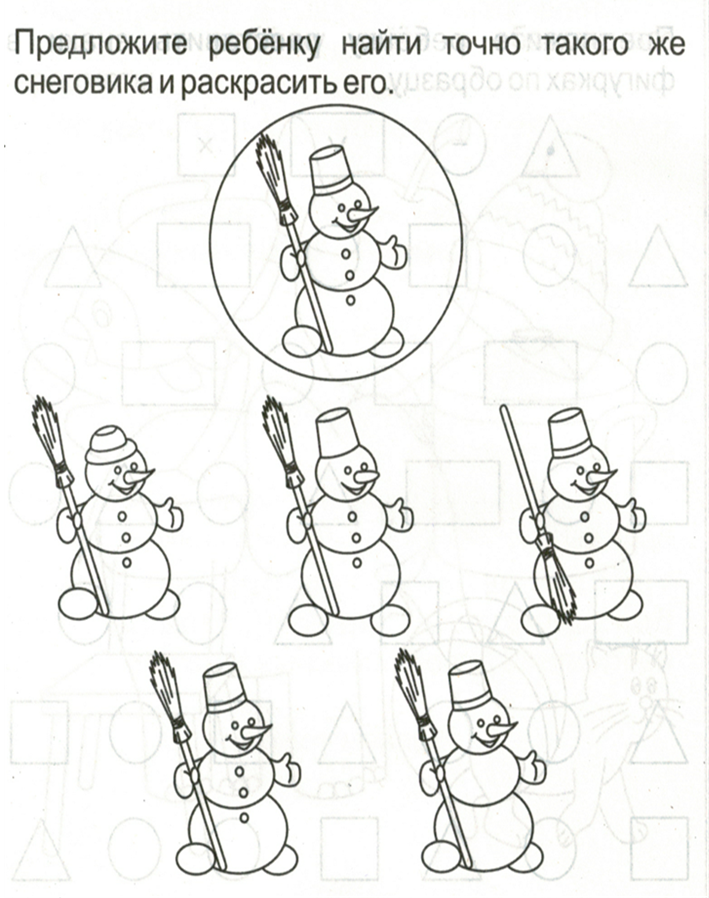 Предложите ребёнку найти точно такого же
снеговика и раскрасить его.